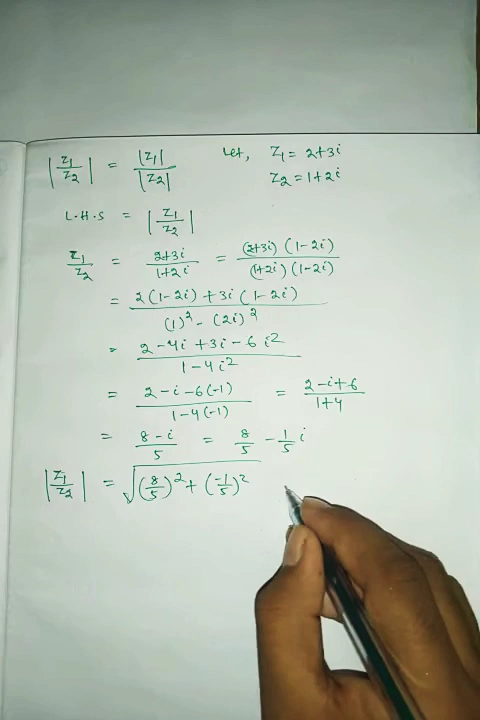 |z₁/z₂| = |z₁|/|z₂| Let, z₁ = 2+3i
z₂ = 1+2i
L.H.S = |z₁/z₂|
z₁/z₂ = (2+3i)/(1+2i) = ((2+3i)(1-2i))/((1+2i)(1-2i))
= (2(1-2i)+3i(1-2i))/((1)²-(2i)²)
= (2-4i+3i-6i²)/(1-4i²)
= (2-i-6(-1))/(1-4(-1)) = (2-i+6)/(1+4)
= (8-i)/5 = 8/5 - 1/5 i
|z₁/z₂| = √((8/5)²+(-1/5)²)